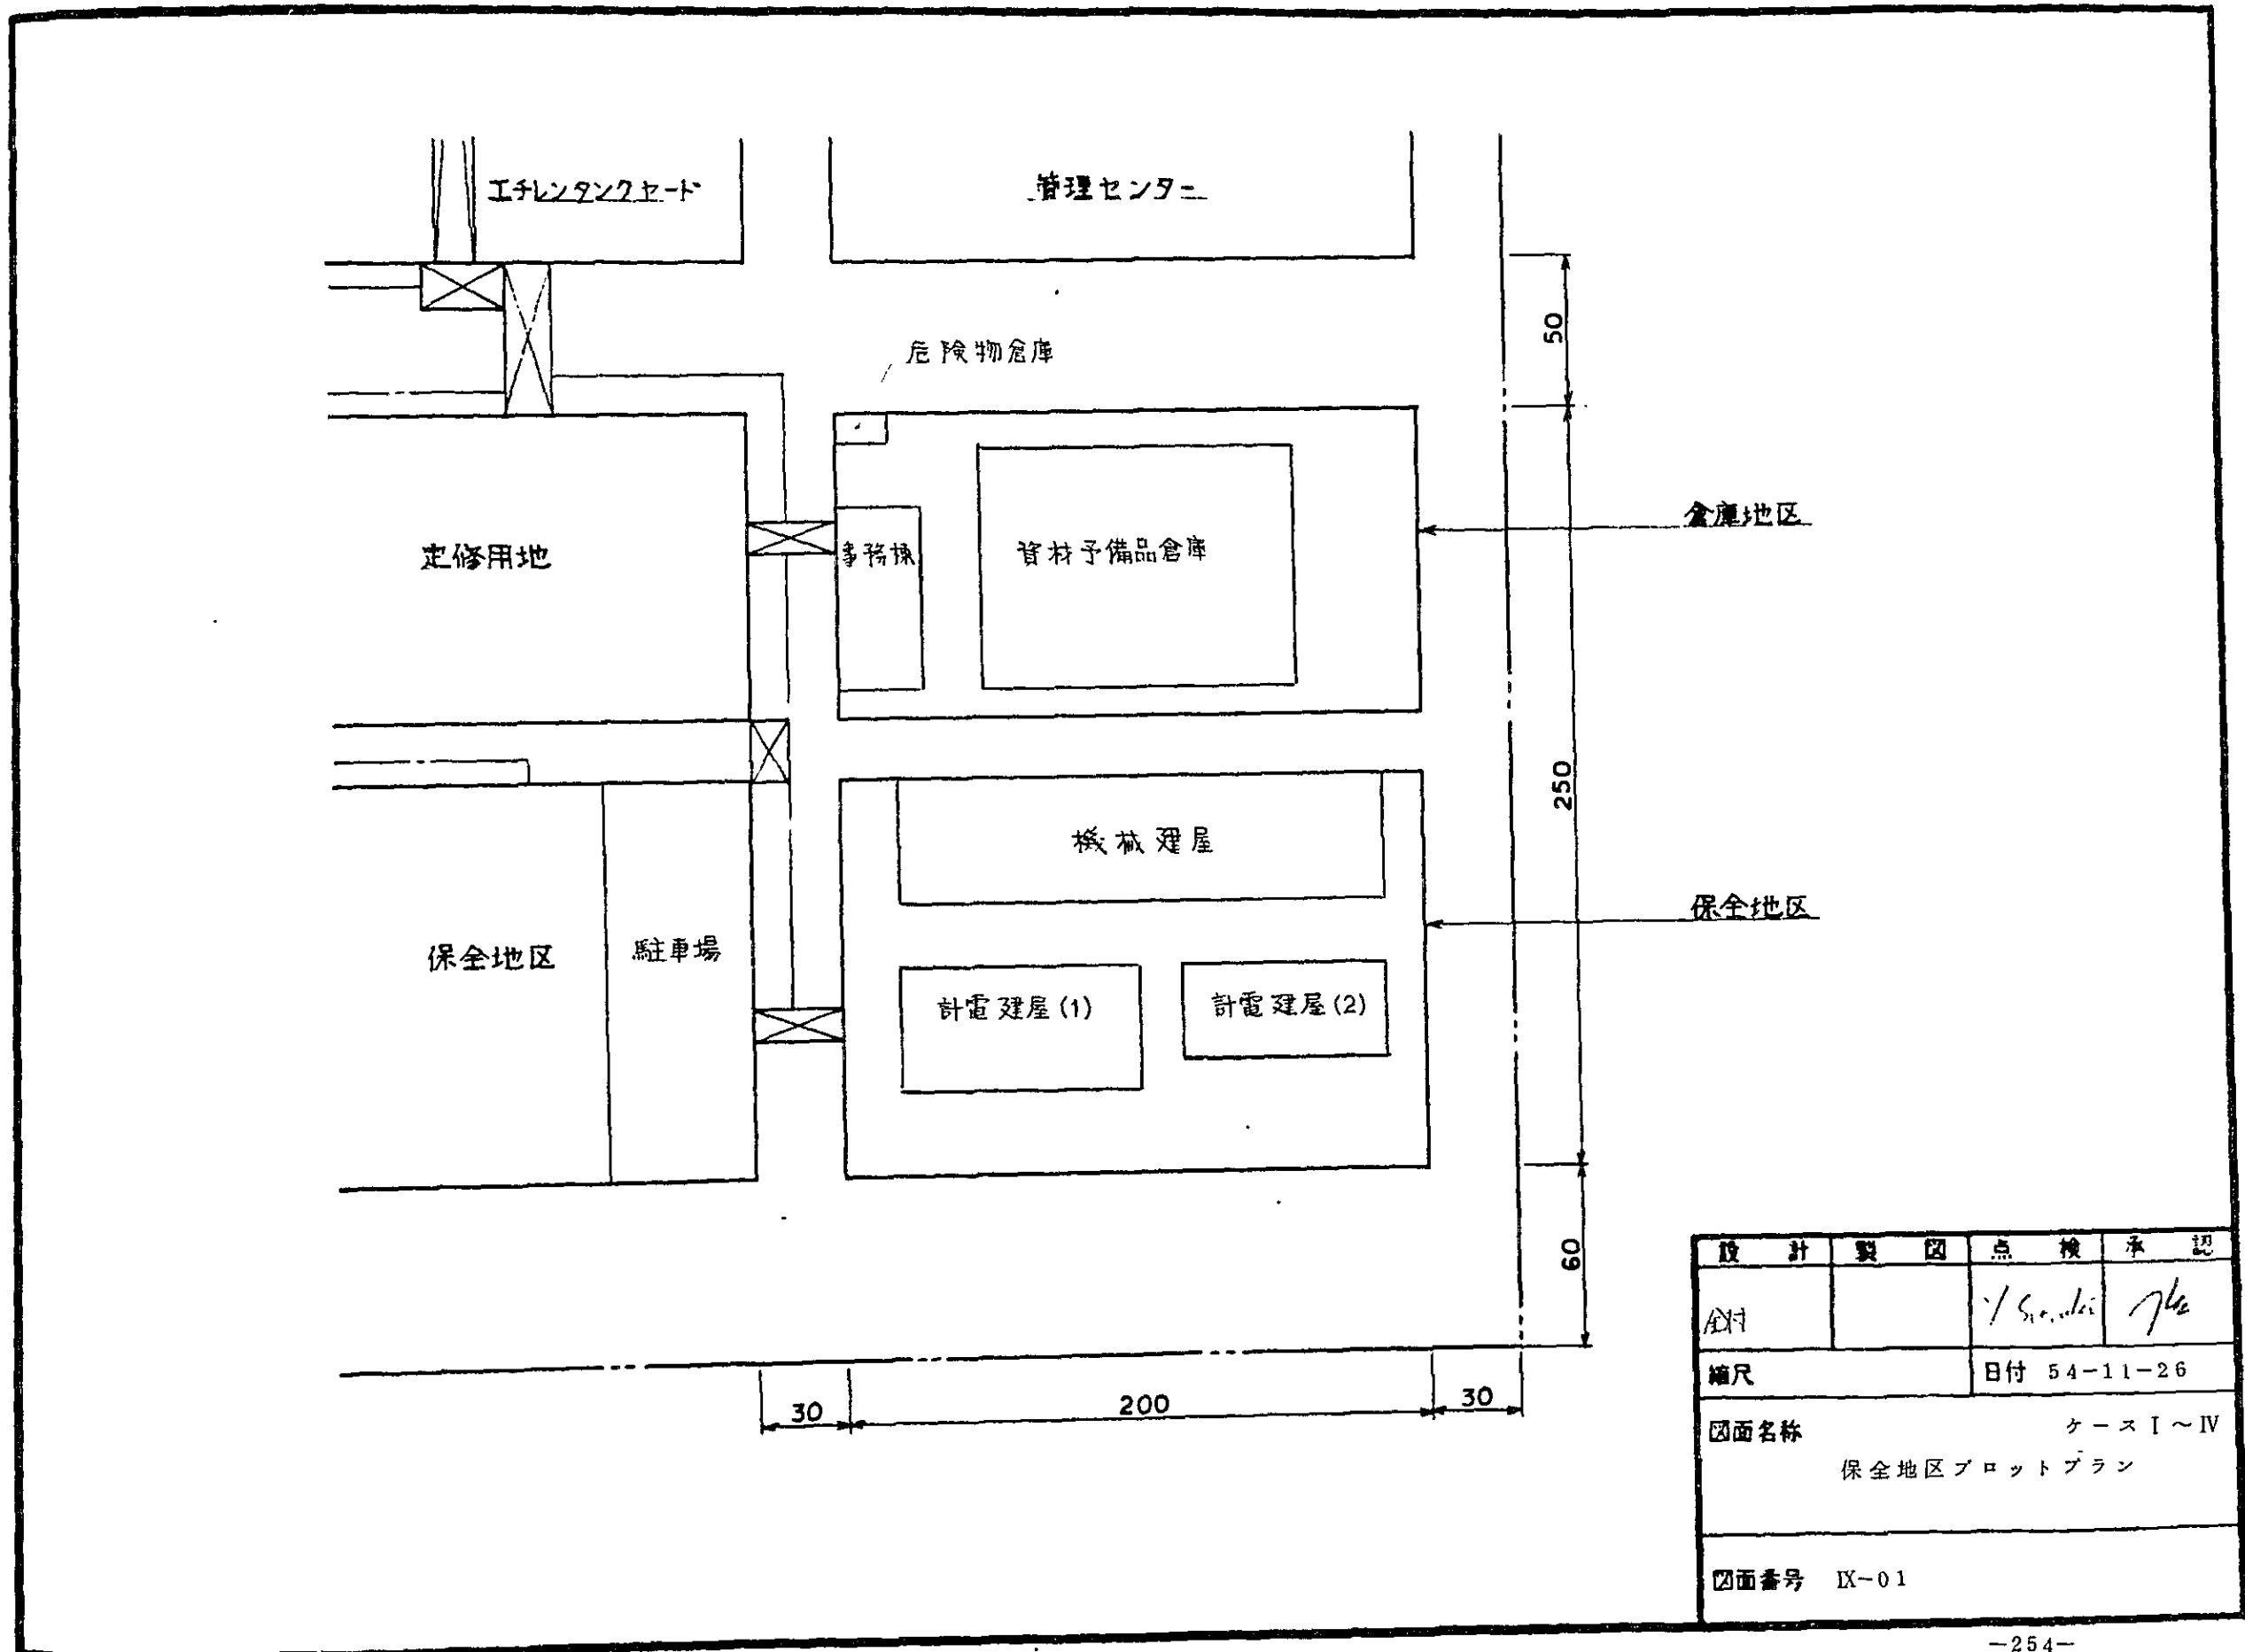 エチレンタンクヤード
管理センター
50
危険物倉庫
倉庫地区
定修用地
事務棟
資材予備品倉庫
250
機械建屋
保全地区
保全地区
駐車場
計電建屋(1)
計電建屋(2)
60
30
200
30
設計 製図 点検 承認
縮尺
日付 54-11-26
図面名称 ケースⅠ～Ⅳ
保全地区プロットプラン
図面番号 Ⅸ-01
-254-